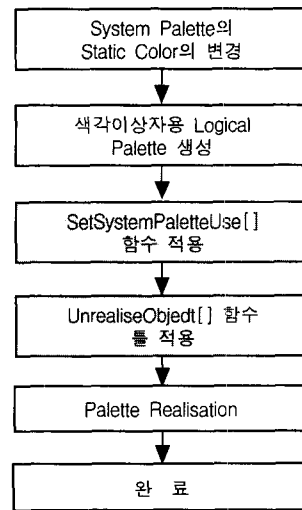 System Palette의
Static Color의 변경
색각이상자용 Logical
Palette 생성
SetSystemPaletteUse[]
함수 적용
UnrealiseObjedt[] 함수
를 적용
Palette Realisation
완 료